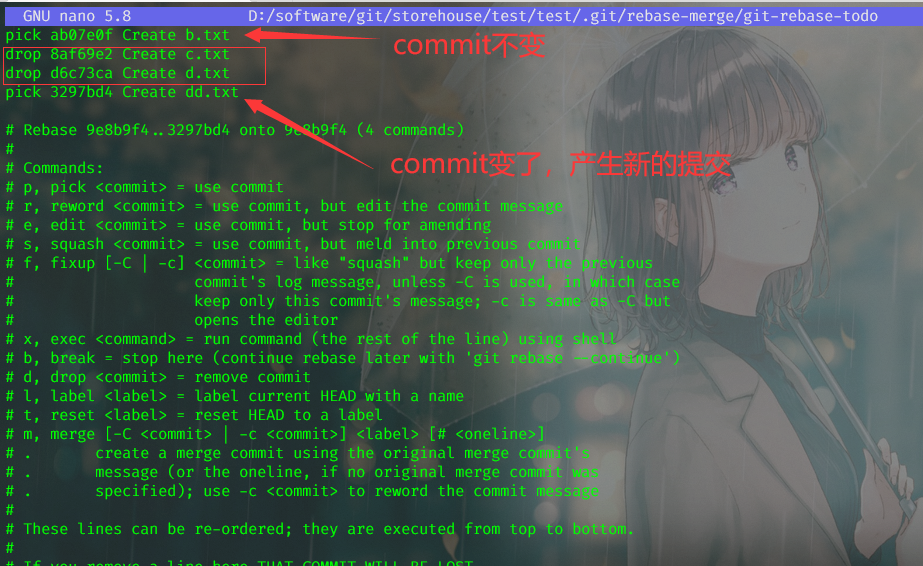 GNU nano 5.8 D:/software/git/storehouse/test/test/.git/rebase-merge/git-rebase-todo
pick ab07e0f Create b.txt
commit不变
drop 8af69e2 Create c.txt
drop d6c73ca Create d.txt
pick 3297bd4 Create dd.txt
# Rebase 9e8b9f4..3297bd4 onto 9e8b9f4 (4 commands)
#
# Commands:
commit变了，产生新的提交
# p, pick <commit> = use commit
# r, reword <commit> = use commit, but edit the commit message
# e, edit <commit> = use commit, but stop for amending
# s, squash <commit> = use commit, but meld into previous commit
# f, fixup [-C | -c] <commit> = like "squash" but keep only the previous
# commit's log message, unless -C is used, in which case
# keep only this commit's message; -c is same as -C but
# opens the editor
# x, exec <command> = run command (the rest of the line) using shell
# b, break = stop here (continue rebase later with 'git rebase --continue')
# d, drop <commit> = remove commit
# l, label <label> = label current HEAD with a name
# t, reset <label> = reset HEAD to a label
# m, merge [-C <commit> | -c <commit>] <label> [# <oneline>]
# . create a merge commit using the original merge commit's
# . message (or the oneline, if no original merge commit was
# . specified); use -c <commit> to reword the commit message
#
# These lines can be re-ordered; they are executed from top to bottom.
#
# If you remove a line here THAT COMMIT WILL BE LOST.